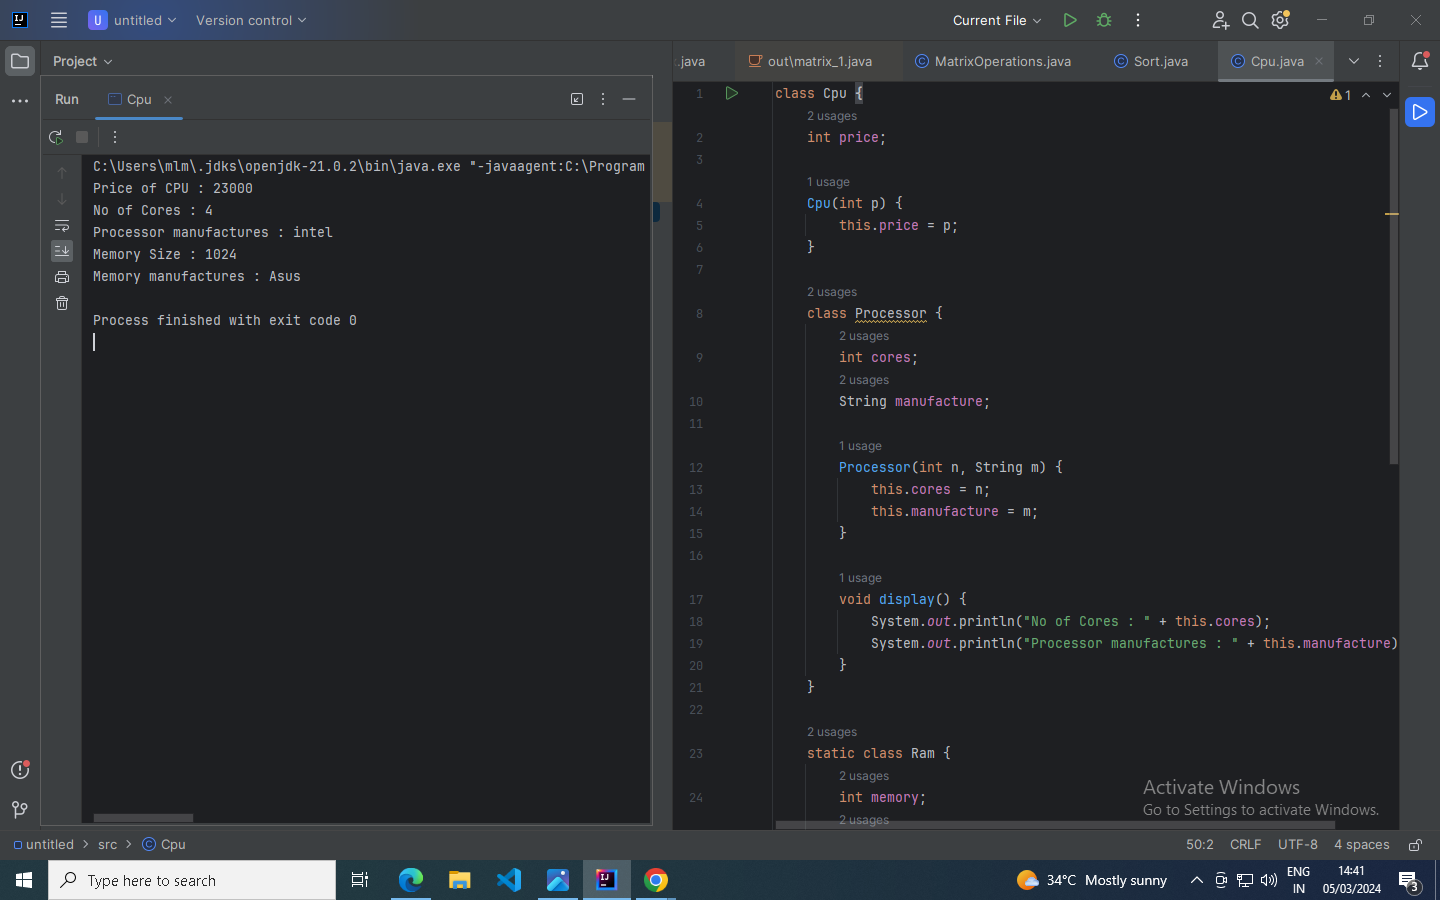 U untitled Version control Current File
Project
.java out\matrix_1.java MatrixOperations.java Sort.java Cpu.java
Run Cpu
C:\Users\mlm\.jdks\openjdk-21.0.2\bin\java.exe "-javaagent:C:\Program
Price of CPU : 23000
No of Cores : 4
Processor manufactures : intel
Memory Size : 1024
Memory manufactures : Asus
Process finished with exit code 0
1 class Cpu { 1
2 usages
2 int price;
3
1 usage
4 Cpu(int p) {
5 this.price = p;
6 }
7
2 usages
8 class Processor {
2 usages
9 int cores;
2 usages
10 String manufacture;
11
1 usage
12 Processor(int n, String m) {
13 this.cores = n;
14 this.manufacture = m;
15 }
16
1 usage
17 void display() {
18 System.out.println("No of Cores : " + this.cores);
19 System.out.println("Processor manufactures : " + this.manufacture)
20 }
21 }
22
2 usages
23 static class Ram {
2 usages
24 int memory;
2 usages
Activate Windows
Go to Settings to activate Windows.
untitled > src > Cpu 50:2 CRLF UTF-8 4 spaces
Type here to search 34°C Mostly sunny ENG IN 14:41 05/03/2024 3